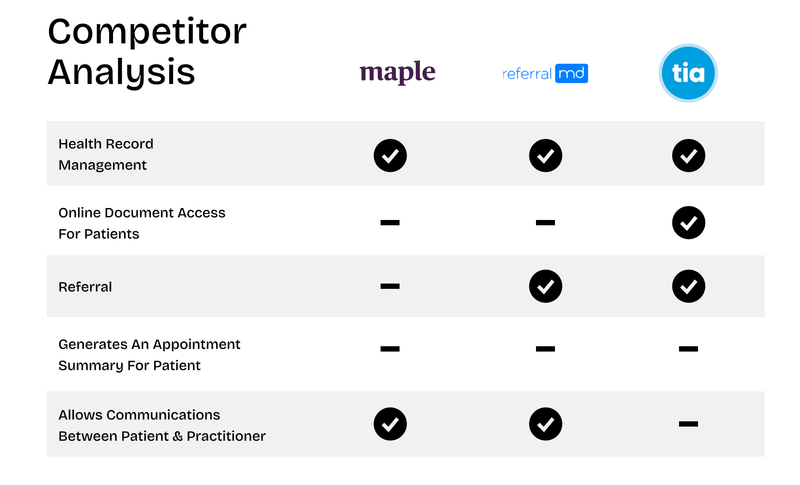 Competitor
Analysis
maple
referral md
tia
Health Record
Management
Online Document Access
For Patients
Referral
Generates An Appointment
Summary For Patient
Allows Communications
Between Patient & Practitioner